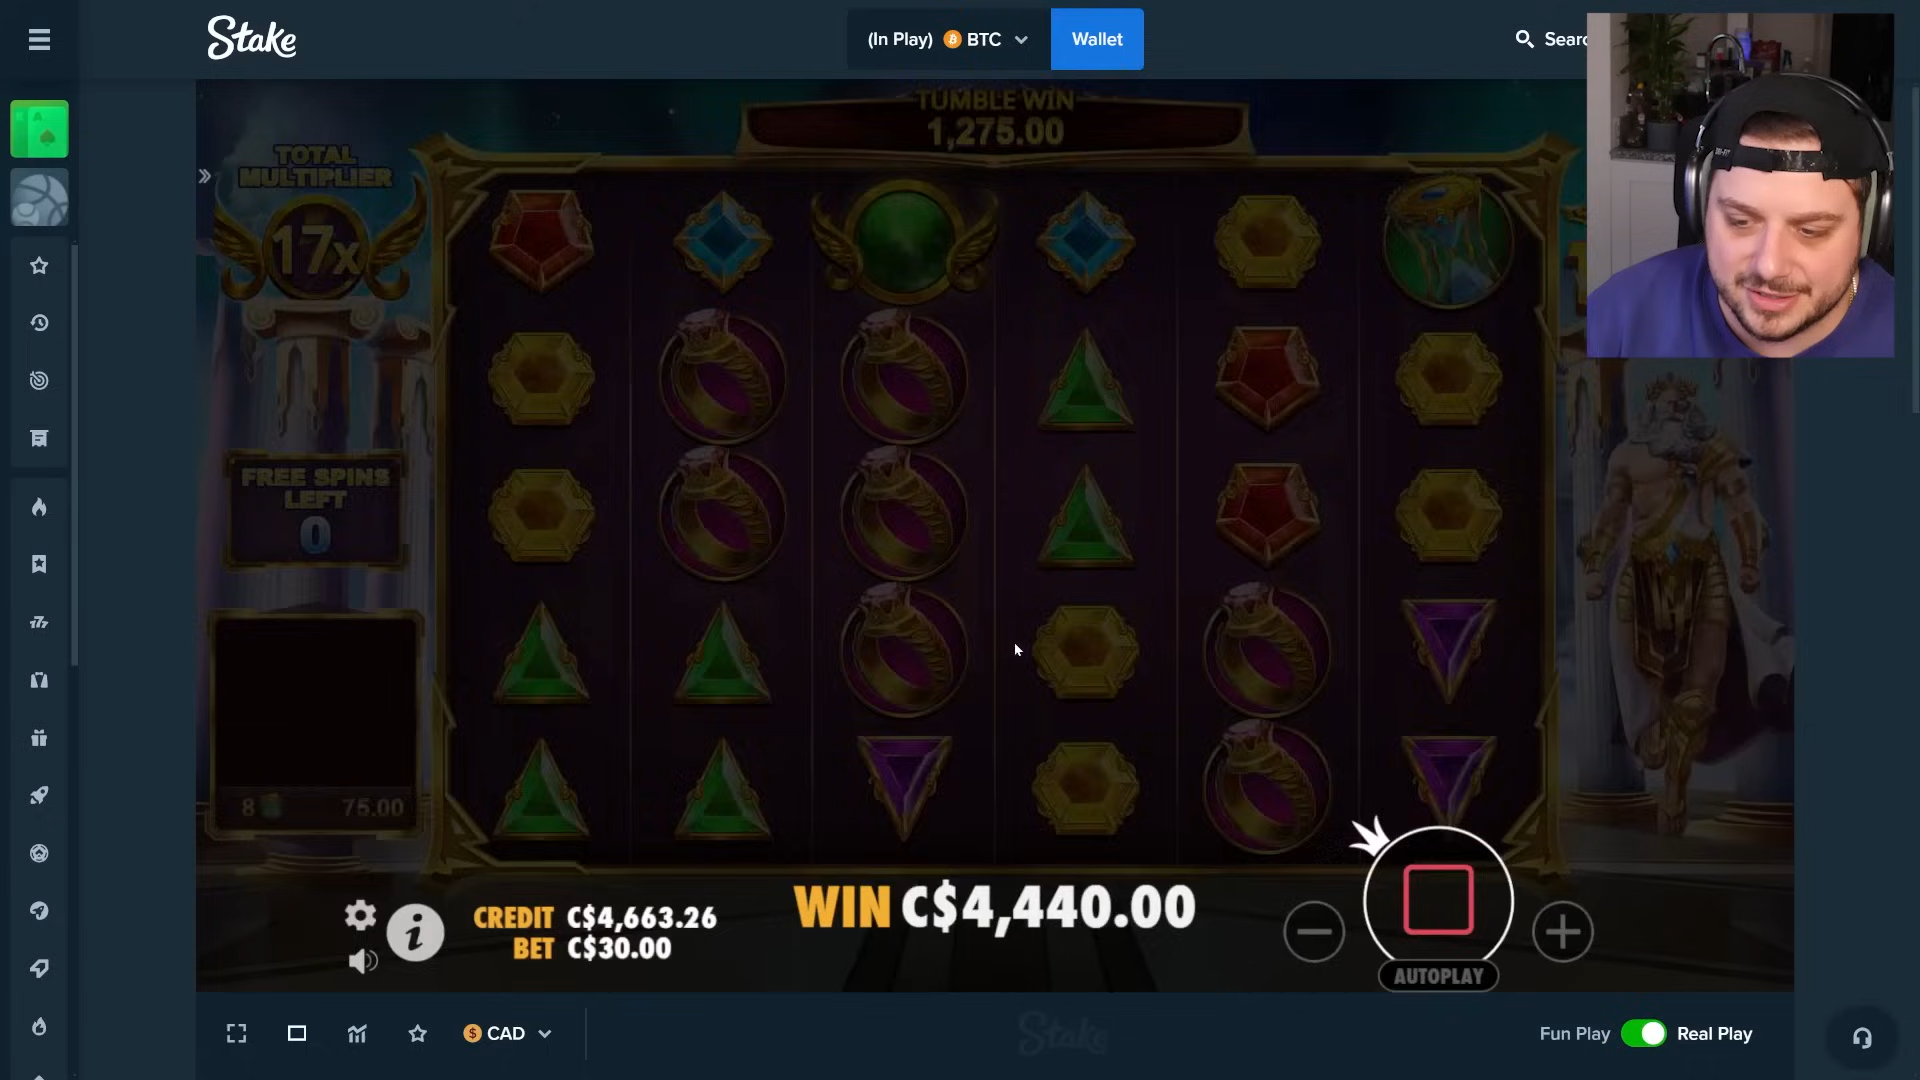 Stake
(In Play) BTC
Wallet
Searc
TUMBLE WIN
1,275.00
TOTAL
MULTIPLIER
17x
FREE SPINS
LEFT
0
8 75.00
CREDIT C$4,663.26
BET C$30.00
WIN C$4,440.00
AUTOPLAY
CAD
Stake
Fun Play
Real Play